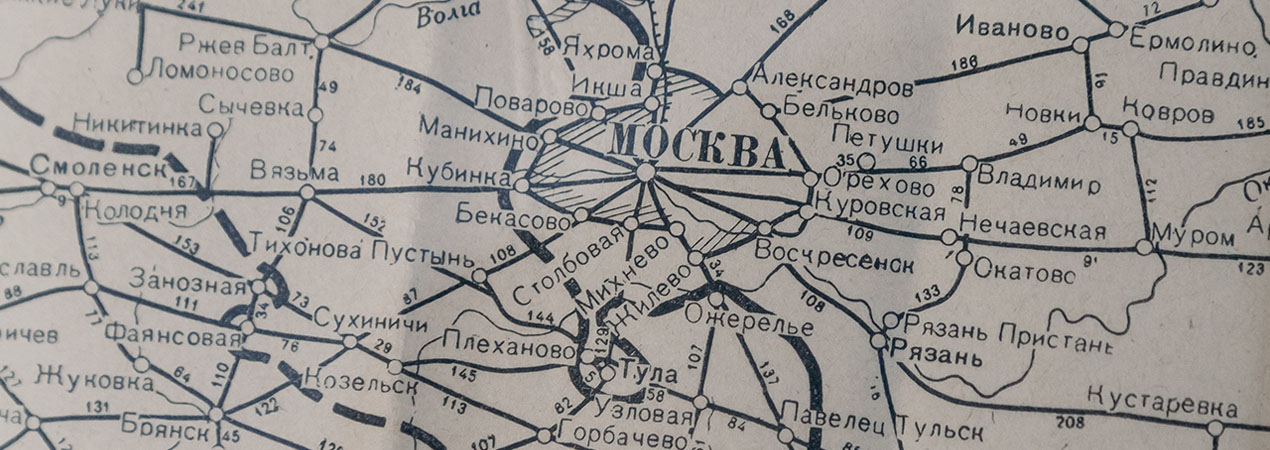 241
Волга
Ржев Балт.
Ломоносово
49
184
Сычевка
Никитинка
74
Смоленск
167
Вязьма
180
9
Колодня
106
152
113
153
Тихонова Пустынь
108
Занозная
славль
88
111
34
73
87
77
Фаянсовая
Сухиничи
76
29
ичев
Жуковка
64
110
Козельск
145
122
113
131
Брянск
45
107
Яхрома
58
Икша
Поварово
Манихино
МОСКВА
Кубинка
Бекасово
Столбовая
Михнево
Жилево
34
144
Плеханово
129
Тула
Ожерелье
107
137
58
Узловая
82
Горбачево
84
Павелец Тульск
168
Александров
Бельково
186
Иваново
72
Ермолино
Правдин
Новки
Ковров
15
185
Петушки
35
66
49
Орехово
Владимир
78
112
Куровская
109
Нечаевская
Муром
91
123
Воскресенск
Окатово
108
133
Рязань Пристань
Рязань
Кустаревка
208